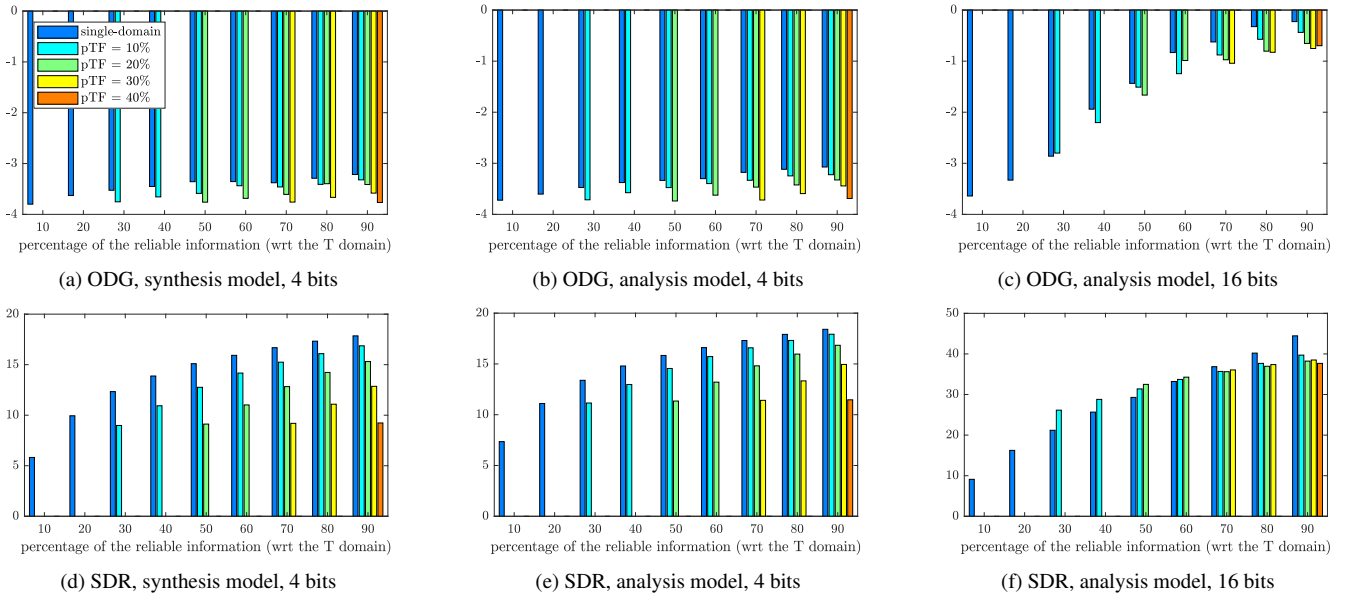 0
-1
-2
-3
-4
single-domain
pTF = 10%
pTF = 20%
pTF = 30%
pTF = 40%
10 20 30 40 50 60 70 80 90
percentage of the reliable information (wrt the T domain)
(a) ODG, synthesis model, 4 bits
0
-1
-2
-3
-4
10 20 30 40 50 60 70 80 90
percentage of the reliable information (wrt the T domain)
(b) ODG, analysis model, 4 bits
0
-1
-2
-3
-4
10 20 30 40 50 60 70 80 90
percentage of the reliable information (wrt the T domain)
(c) ODG, analysis model, 16 bits
20
15
10
5
0
10 20 30 40 50 60 70 80 90
percentage of the reliable information (wrt the T domain)
(d) SDR, synthesis model, 4 bits
20
15
10
5
0
10 20 30 40 50 60 70 80 90
percentage of the reliable information (wrt the T domain)
(e) SDR, analysis model, 4 bits
50
40
30
20
10
0
10 20 30 40 50 60 70 80 90
percentage of the reliable information (wrt the T domain)
(f) SDR, analysis model, 16 bits